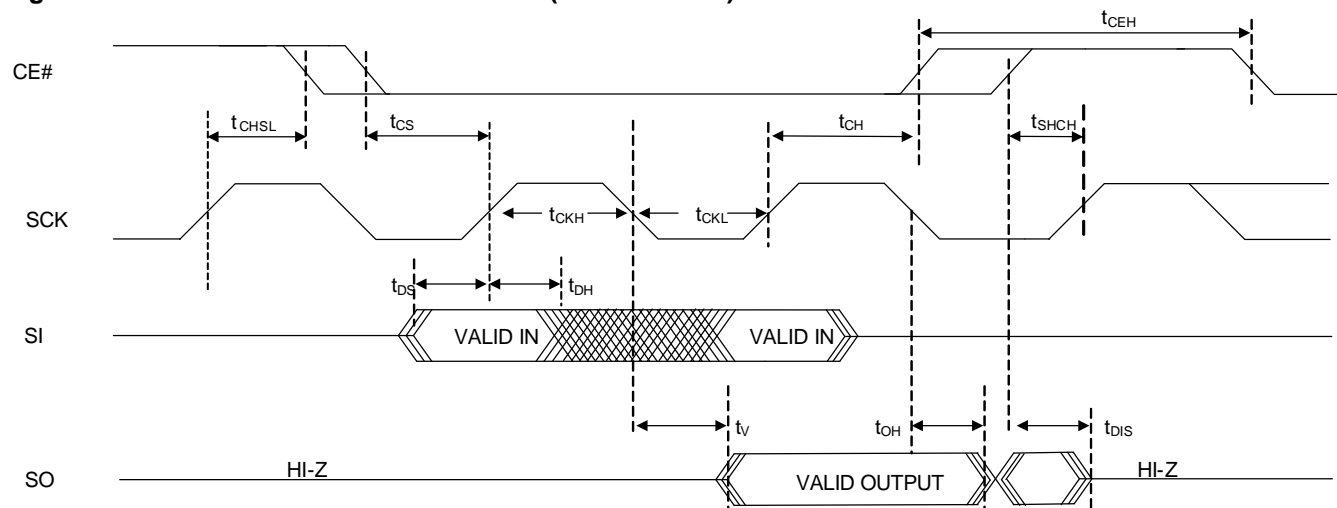 tCEH
CE#
tCHSL
tCS
tCH
tSHCH
SCK
tCKH
tCKL
tDS
tDH
SI
VALID IN
VALID IN
tV
tOH
tDIS
SO
HI-Z
VALID OUTPUT
HI-Z